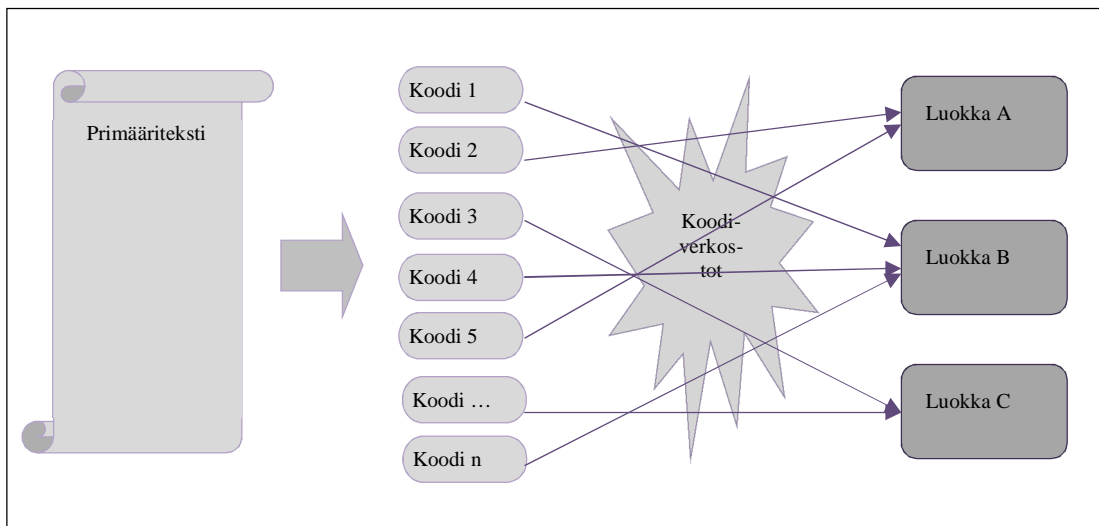 Primääriteksti
Koodi 1
Koodi 2
Koodi 3
Koodi 4
Koodi 5
Koodi …
Koodi n
Koodi-
verkos-
tot
Luokka A
Luokka B
Luokka C